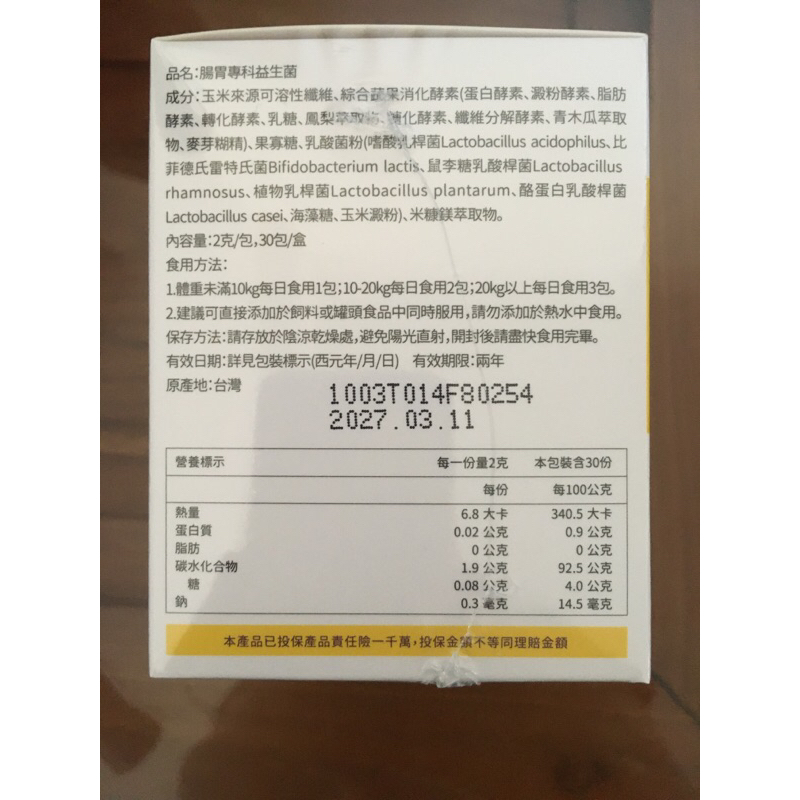 品名:腸胃專科益生菌
成分:玉米來源可溶性纖維、綜合蔬果消化酵素(蛋白酵素、澱粉酵素、脂肪
酵素、轉化酵素、乳糖、鳳梨萃取物、醣化酵素、纖維分解酵素、青木瓜萃取
物、麥芽糊精)、果寡糖、乳酸菌粉(嗜酸乳桿菌Lactobacillus acidophilus、比
菲德氏雷特氏菌Bifidobacterium lactis、鼠李糖乳酸桿菌Lactobacillus
rhamnosus、植物乳桿菌Lactobacillus plantarum、酪蛋白乳酸桿菌
Lactobacillus casei、海藻糖、玉米澱粉)、米糠鎂萃取物。
內容量:2克/包,30包/盒
食用方法:
1.體重未滿10kg每日食用1包;10-20kg每日食用2包;20kg以上每日食用3包。
2.建議可直接添加於飼料或罐頭食品中同時服用,請勿添加於熱水中食用。
保存方法:請存放於陰涼乾燥處,避免陽光直射,開封後請盡快食用完畢。
有效日期:詳見包裝標示(西元年/月/日) 有效期限:兩年
原產地:台灣
1003T014F80254
2027.03.11
營養標示 每一份量2克 本包裝含30份
每份 每100公克
熱量 6.8 大卡 340.5 大卡
蛋白質 0.02 公克 0.9 公克
脂肪 0 公克 0 公克
碳水化合物 1.9 公克 92.5 公克
糖 0.08 公克 4.0 公克
鈉 0.3 毫克 14.5 毫克
本產品已投保產品責任險一千萬,投保金額不等同理賠金額